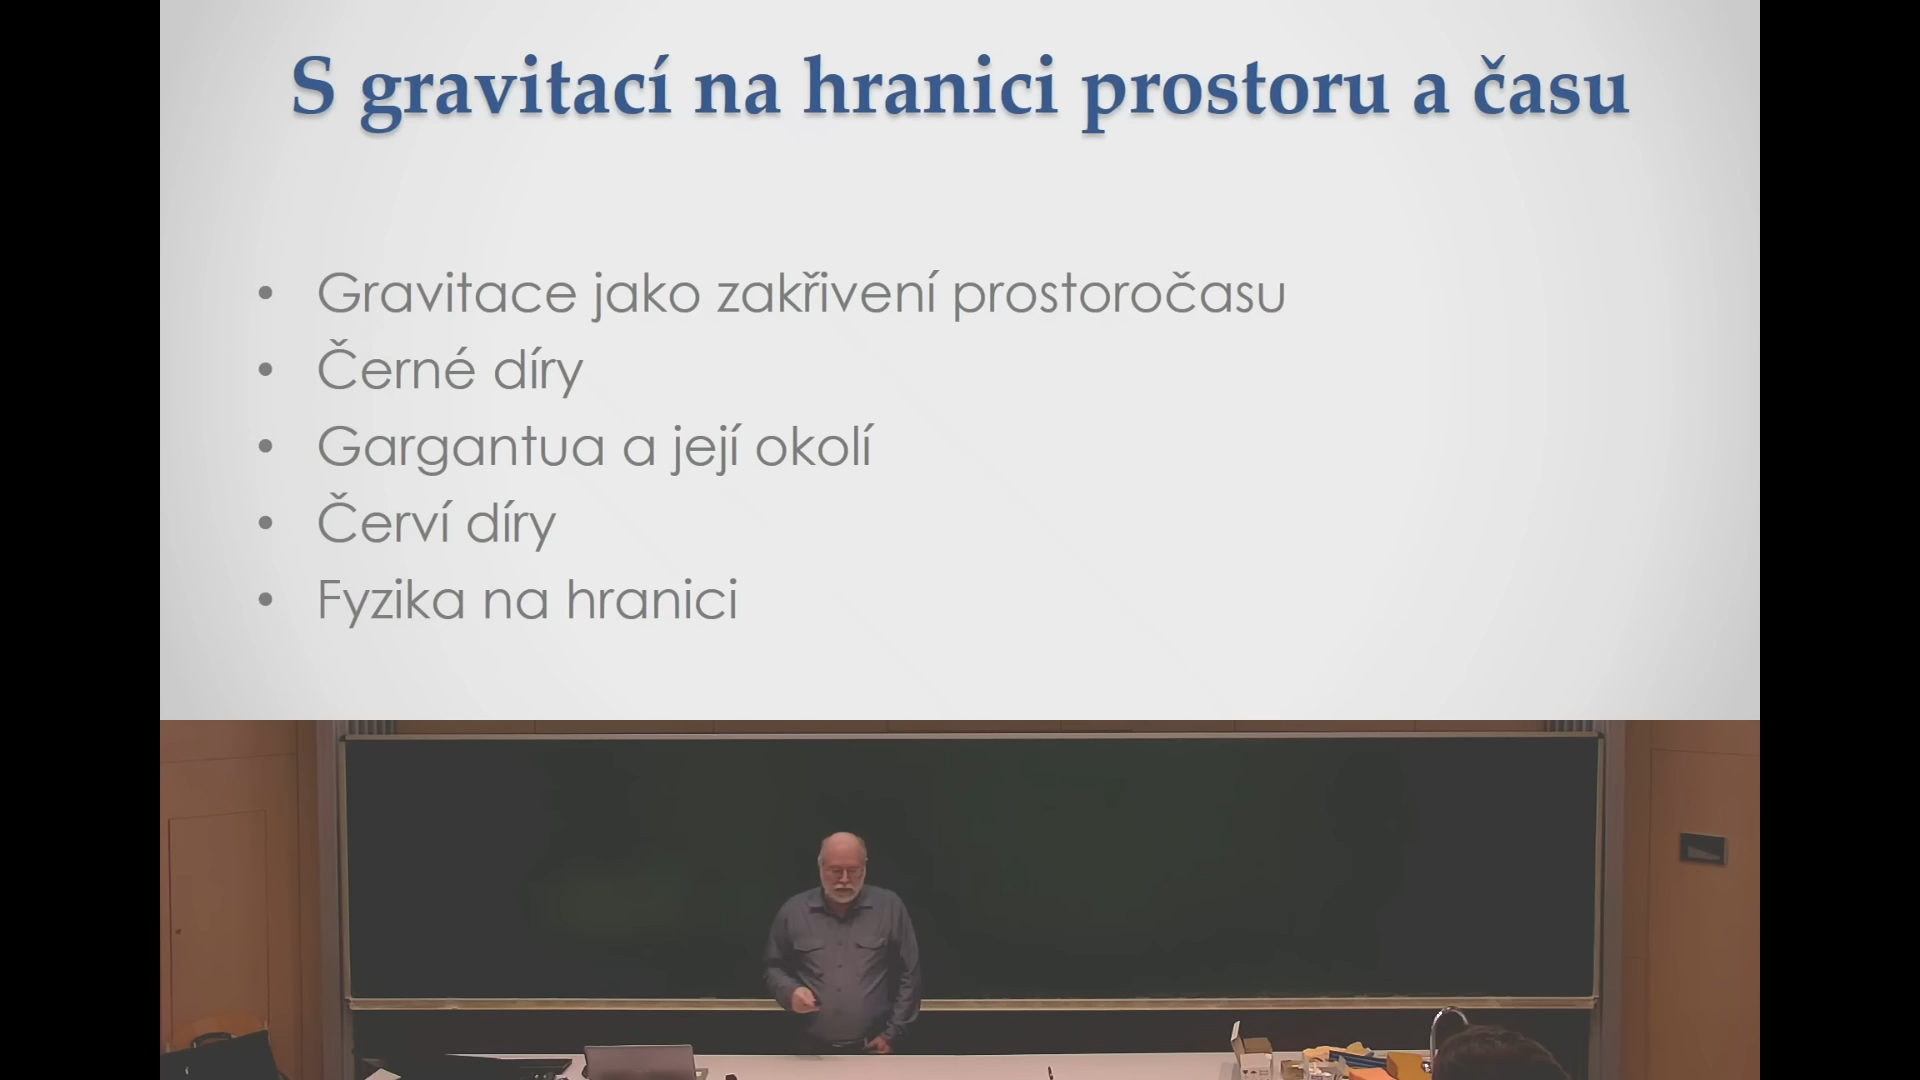 S gravitací na hranici prostoru a času
• Gravitace jako zakřivení prostoročasu
• Černé díry
• Gargantua a její okolí
• Červí díry
• Fyzika na hranici